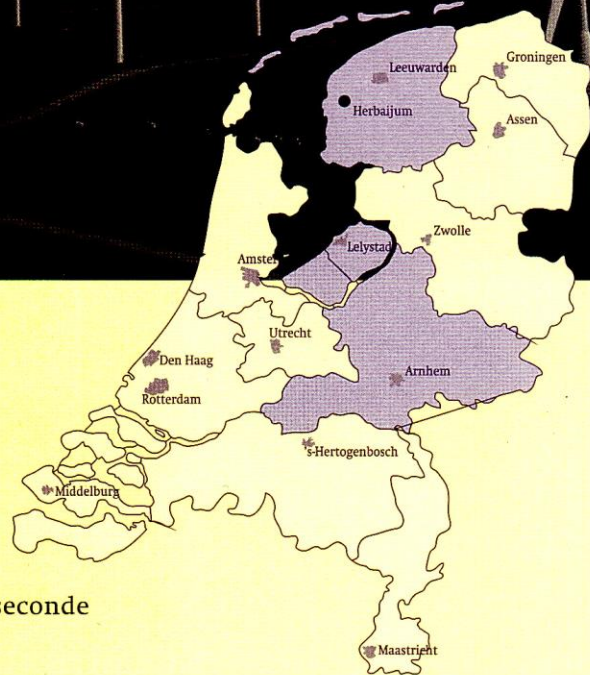 Groningen
Leeuwarden
Herbaijum
Assen
Zwolle
Lelystad
Amster
Utrecht
Den Haag
Arnhem
Rotterdam
's-Hertogenbosch
Middelburg
seconde
Maastricht